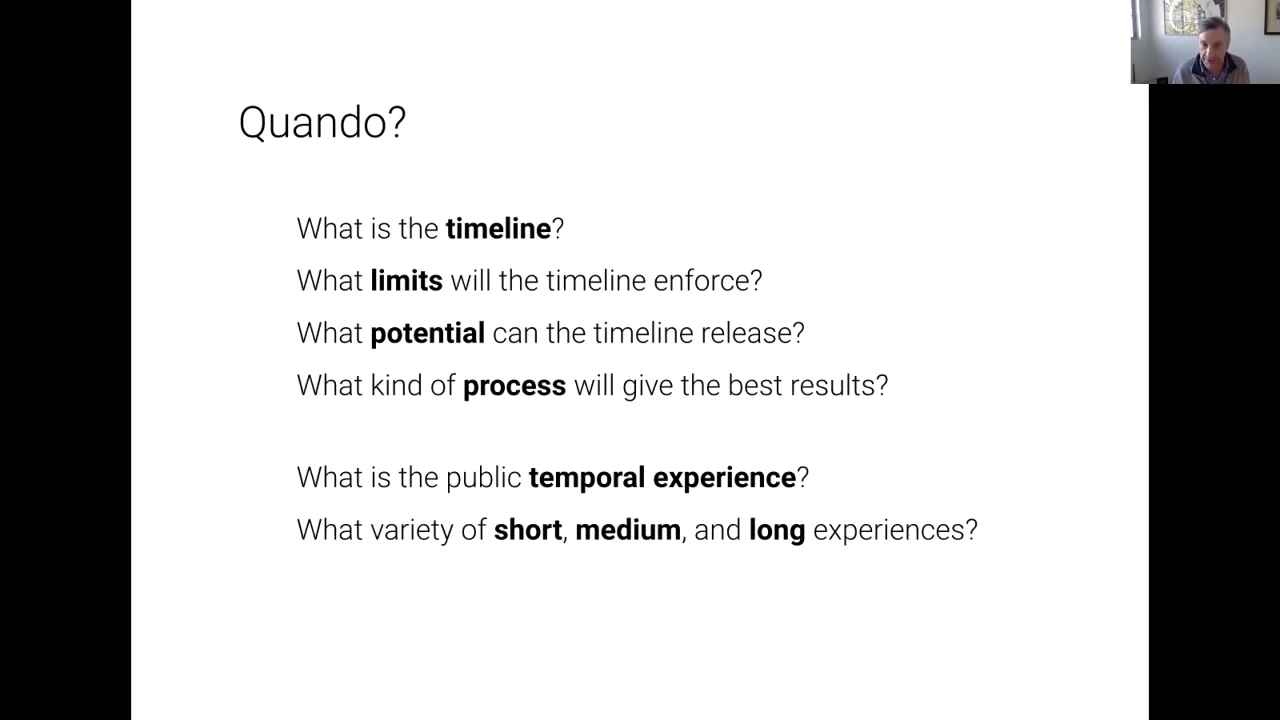 Quando?
What is the timeline?
What limits will the timeline enforce?
What potential can the timeline release?
What kind of process will give the best results?
What is the public temporal experience?
What variety of short, medium, and long experiences?